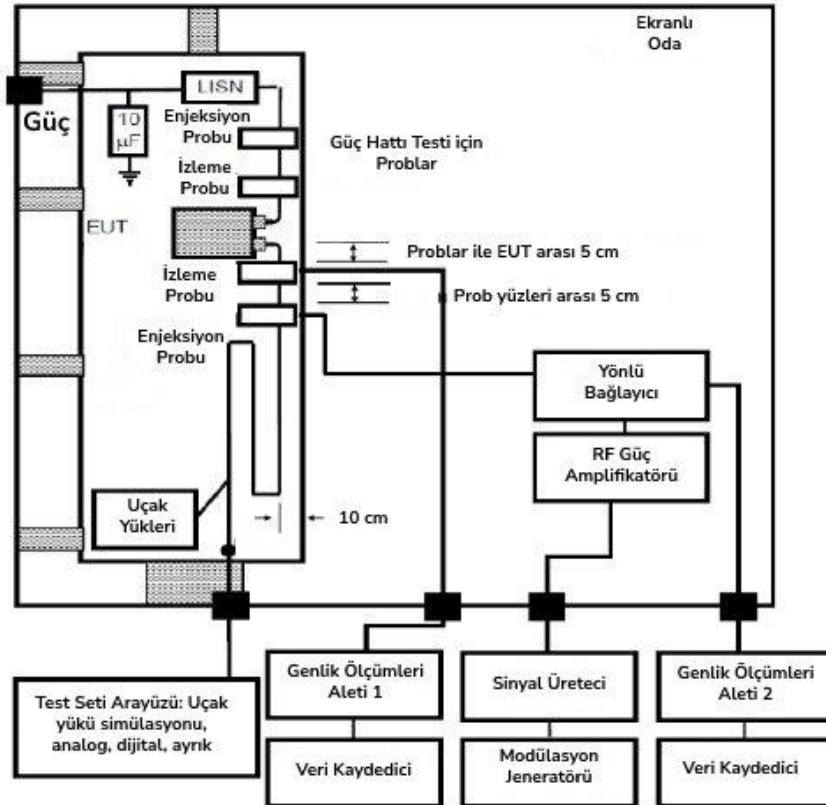 Ekranlı
Oda
LISN
Güç
10
µF
Enjeksiyon
Probu
Güç Hattı Testi için
Problar
İzleme
Probu
EUT
Problar ile EUT arası 5 cm
İzleme
Probu
Prob yüzleri arası 5 cm
Enjeksiyon
Probu
Yönlü
Bağlayıcı
RF Güç
Amplifikatörü
Uçak
Yükleri
10 cm
Test Seti Arayüzü: Uçak
yükü simülasyonu,
analog, dijital, ayrık
Genlik Ölçümleri
Aleti 1
Sinyal Üreteci
Genlik Ölçümleri
Aleti 2
Veri Kaydedici
Modülasyon
Jeneratörü
Veri Kaydedici